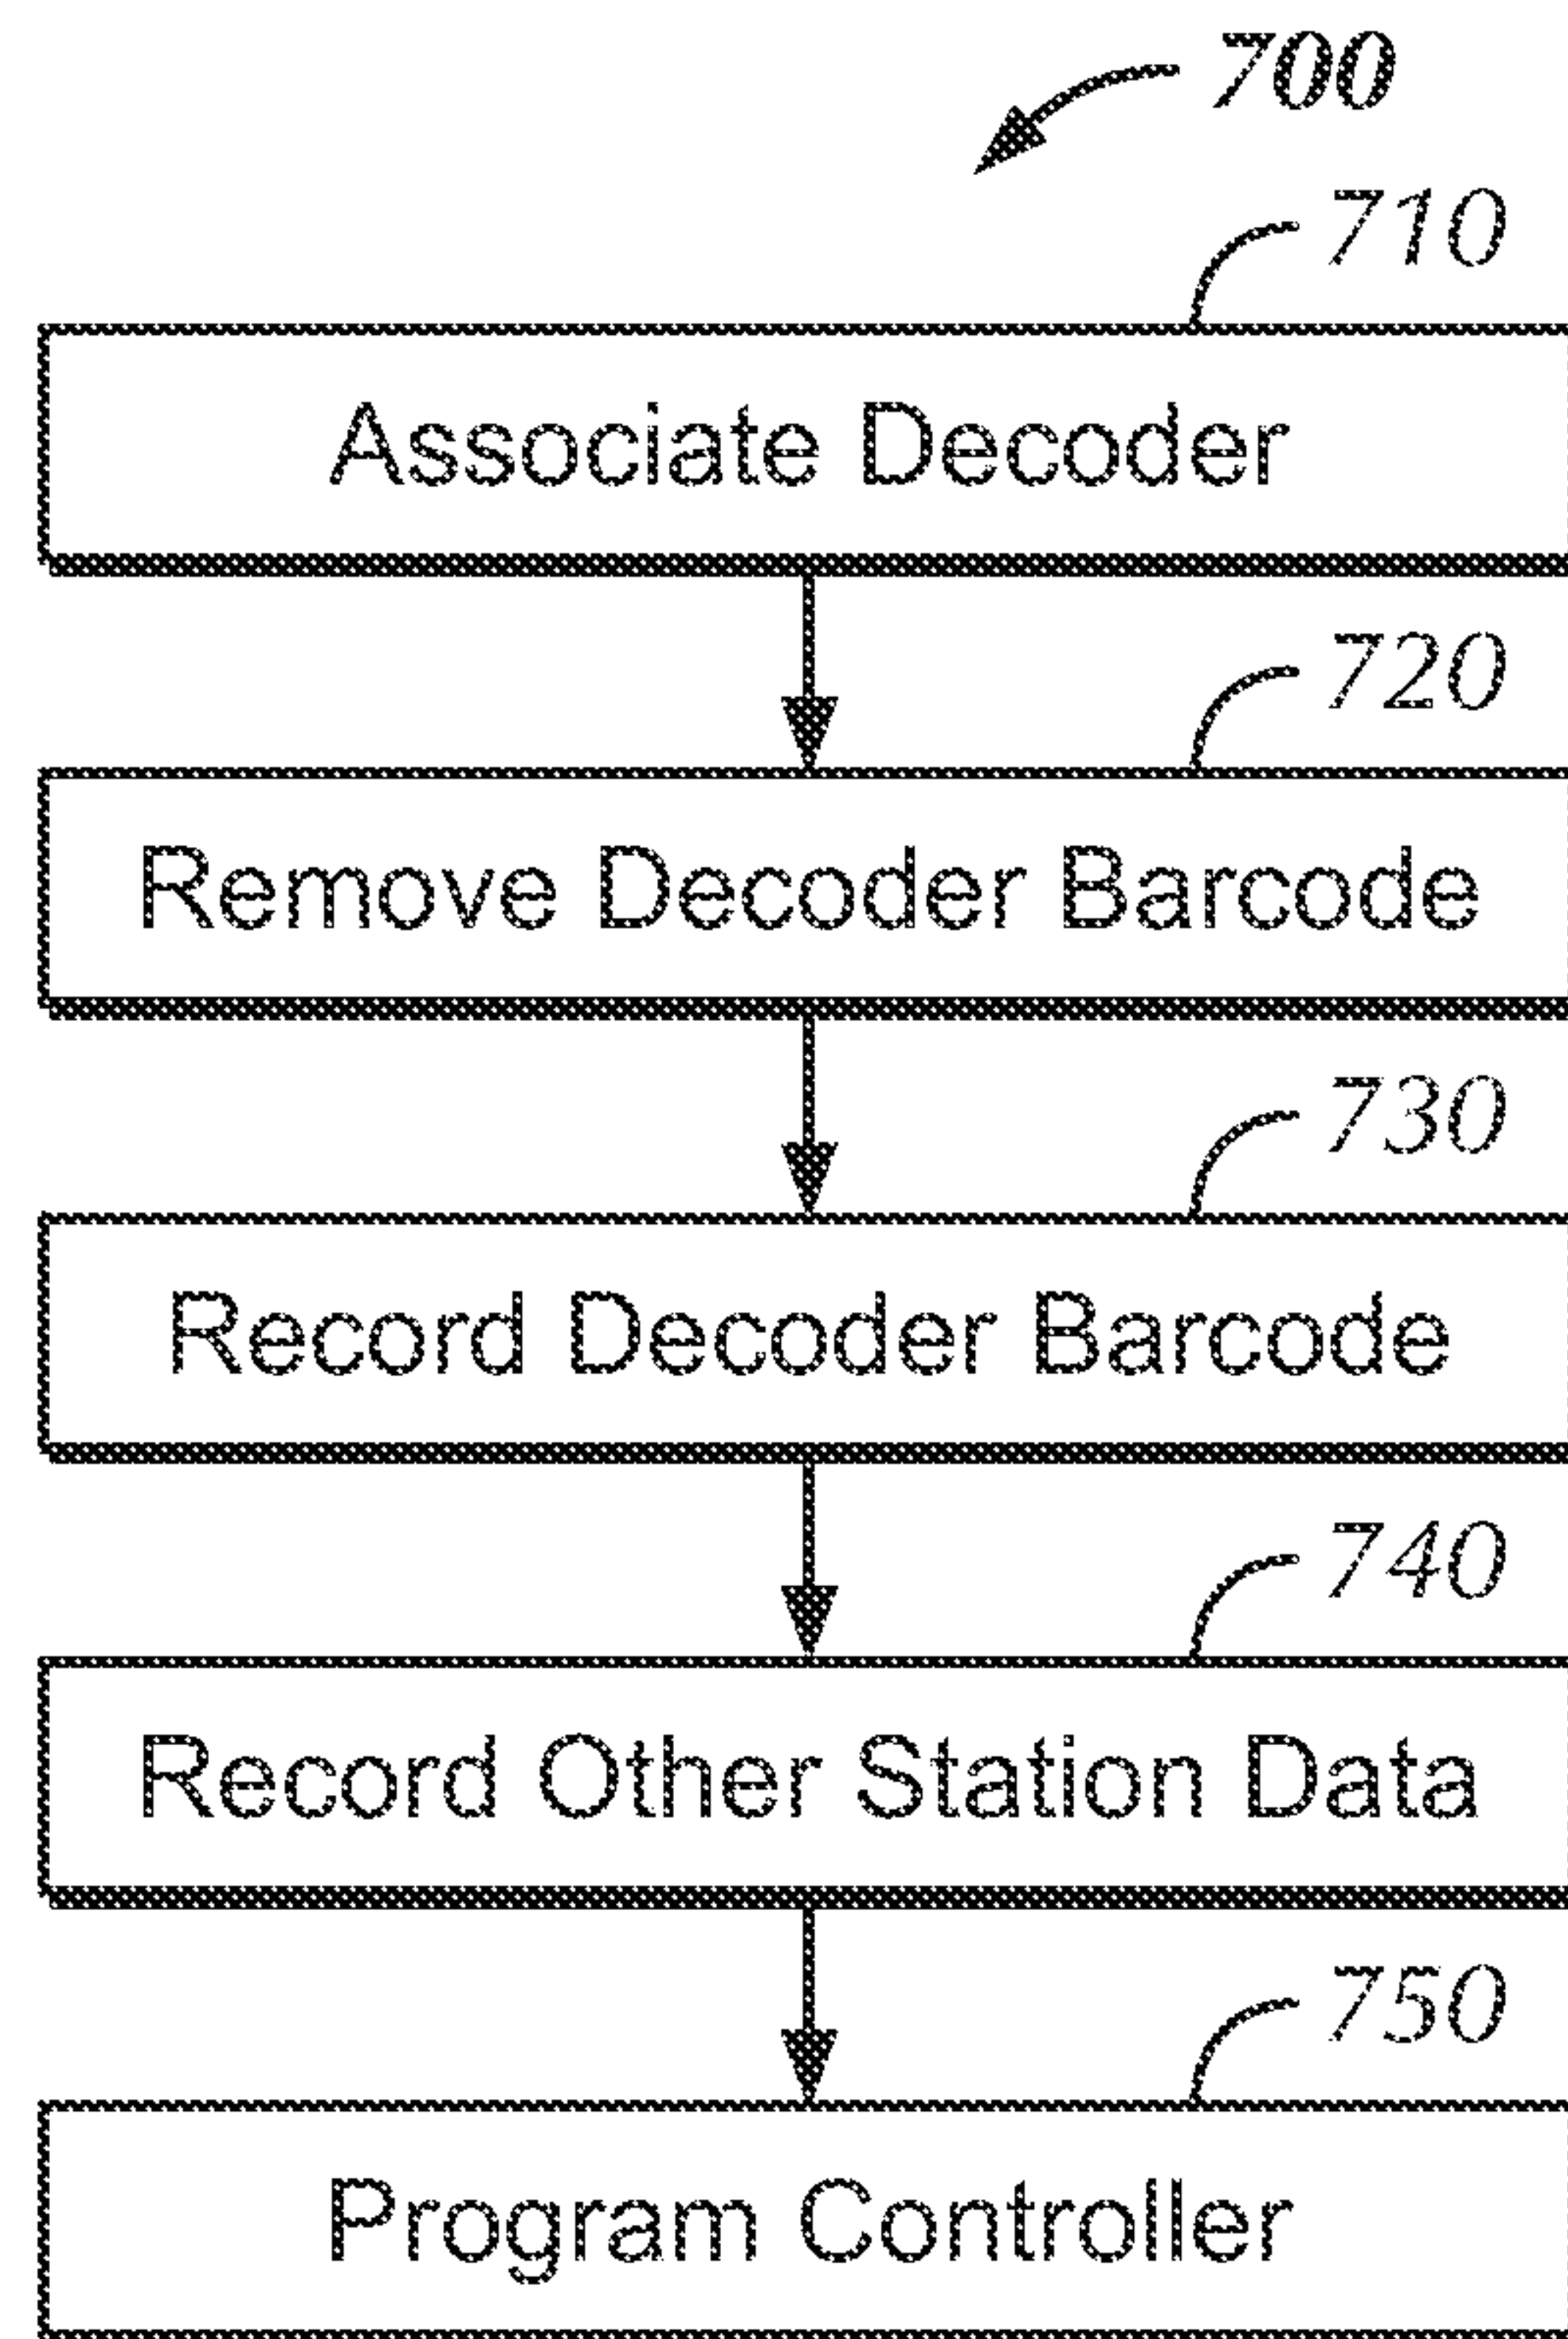 700
710
Associate Decoder
720
Remove Decoder Barcode
730
Record Decoder Barcode
740
Record Other Station Data
750
Program Controller